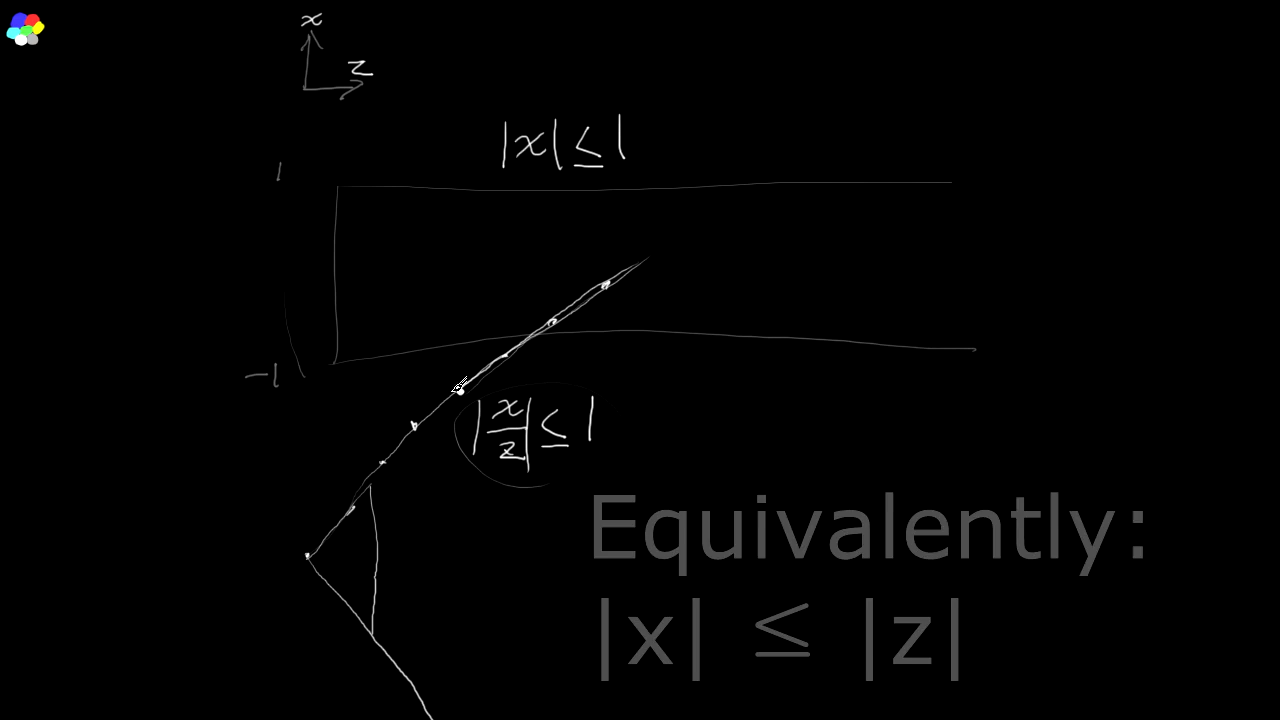 x
z
|x| ≤ 1
1
-1
|x/z| ≤ 1
Equivalently:
|x| ≤ |z|